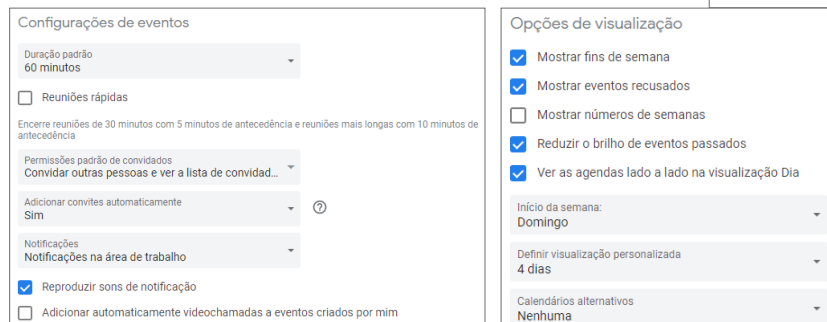 Configurações de eventos
Duração padrão
60 minutos
Reuniões rápidas
Encerre reuniões de 30 minutos com 5 minutos de antecedência e reuniões mais longas com 10 minutos de
antecedência
Permissões padrão de convidados
Convidar outras pessoas e ver a lista de convidad...
Adicionar convites automaticamente
Sim
Notificações
Notificações na área de trabalho
Reproduzir sons de notificação
Adicionar automaticamente videochamadas a eventos criados por mim
Opções de visualização
Mostrar fins de semana
Mostrar eventos recusados
Mostrar números de semanas
Reduzir o brilho de eventos passados
Ver as agendas lado a lado na visualização Dia
Início da semana:
Domingo
Definir visualização personalizada
4 dias
Calendários alternativos
Nenhuma